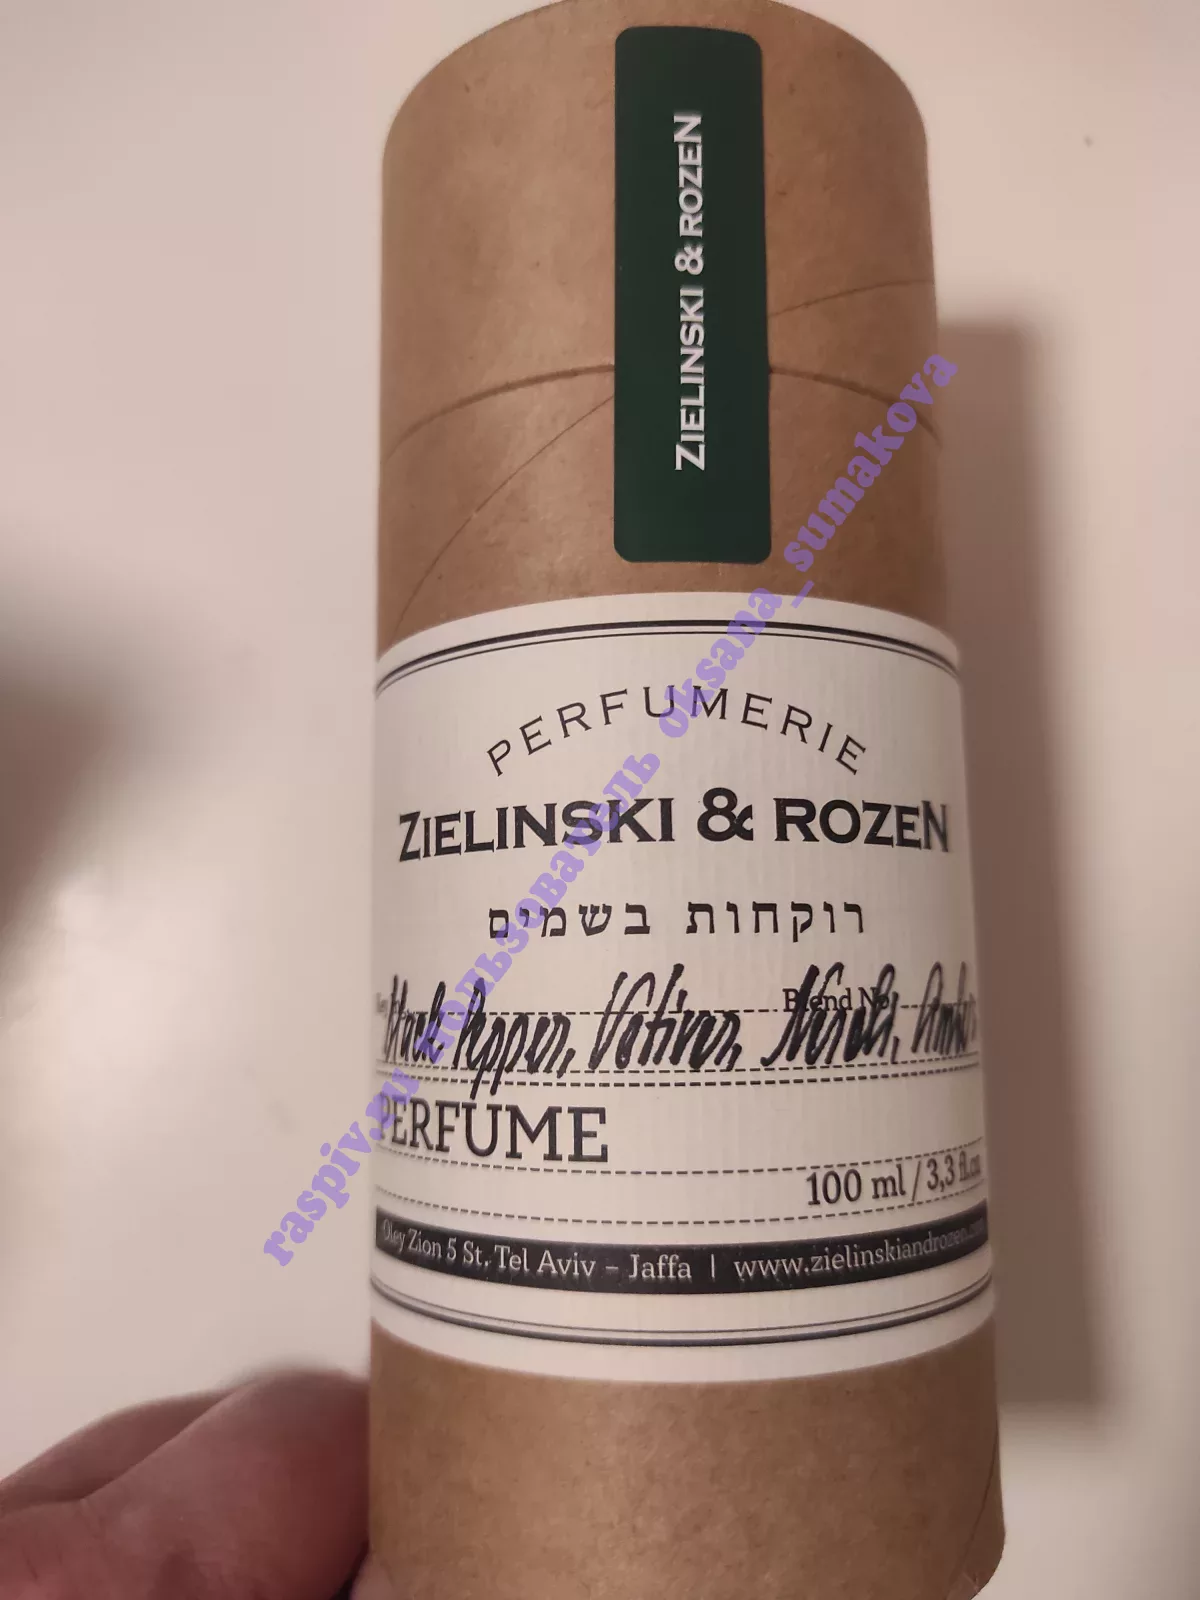 ZIELINSKI & ROZEN
PERFUMERIE
ZIELINSKI & ROZEN
רוקחות בשמים
Blend No
Black Pepper, Vetiver, Neroli, Amber
PERFUME
100 ml / 3,3 fl.oz
Oley Zion 5 St. Tel Aviv – Jaffa | www.zielinskiandrozen.com
raspiv.ru пользователь oksana_sumakova